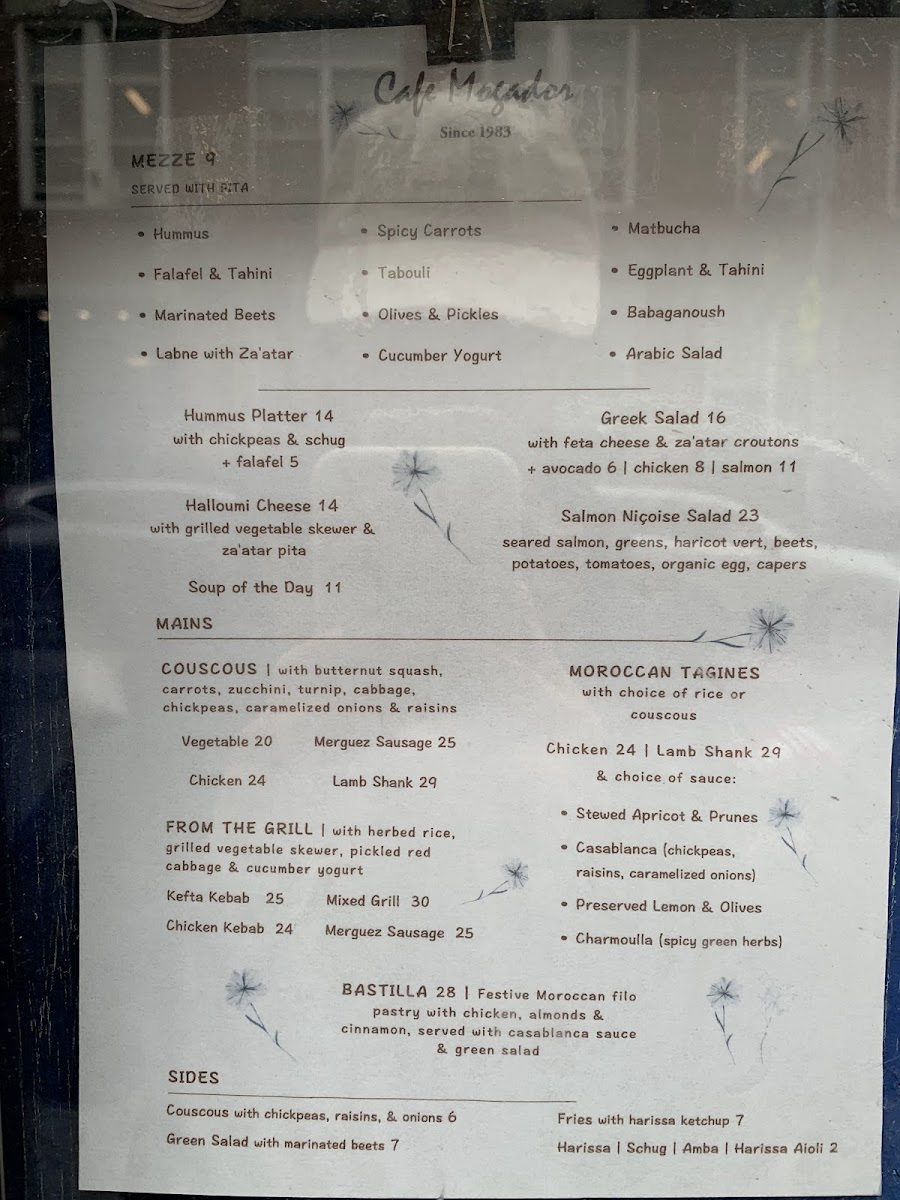 Cafe Mogador
Since 1983
MEZZE 9
SERVED WITH PITA
• Hummus
• Spicy Carrots
• Matbucha
• Falafel & Tahini
• Tabouli
• Eggplant & Tahini
• Marinated Beets
• Olives & Pickles
• Babaganoush
• Labne with Za'atar
• Cucumber Yogurt
• Arabic Salad
Hummus Platter 14
with chickpeas & schug
+ falafel 5
Greek Salad 16
with feta cheese & za'atar croutons
+ avocado 6 | chicken 8 | salmon 11
Halloumi Cheese 14
with grilled vegetable skewer &
za'atar pita
Salmon Niçoise Salad 23
seared salmon, greens, haricot vert, beets,
potatoes, tomatoes, organic egg, capers
Soup of the Day 11
MAINS
COUSCOUS | with butternut squash,
carrots, zucchini, turnip, cabbage,
chickpeas, caramelized onions & raisins
Vegetable 20
Merguez Sausage 25
Chicken 24
Lamb Shank 29
FROM THE GRILL | with herbed rice,
grilled vegetable skewer, pickled red
cabbage & cucumber yogurt
Kefta Kebab 25
Mixed Grill 30
Chicken Kebab 24
Merguez Sausage 25
MOROCCAN TAGINES
with choice of rice or
couscous
Chicken 24 | Lamb Shank 29
& choice of sauce:
• Stewed Apricot & Prunes
• Casablanca (chickpeas,
raisins, caramelized onions)
• Preserved Lemon & Olives
• Charmoulla (spicy green herbs)
BASTILLA 28 | Festive Moroccan filo
pastry with chicken, almonds &
cinnamon, served with casablanca sauce
& green salad
SIDES
Couscous with chickpeas, raisins, & onions 6
Green Salad with marinated beets 7
Fries with harissa ketchup 7
Harissa | Schug | Amba | Harissa Aioli 2